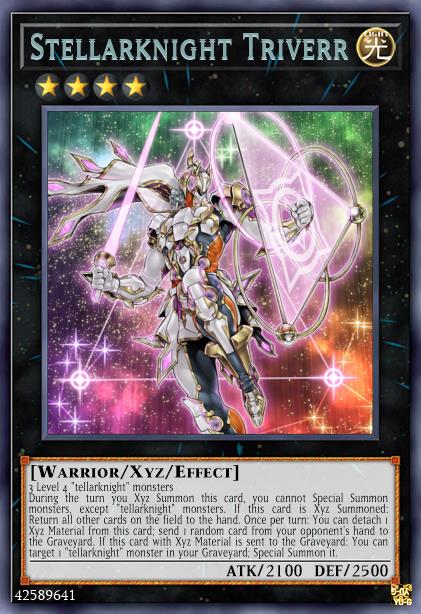 STELLARKNIGHT TRIVERR
LIGHT
光
[WARRIOR/XYZ/EFFECT]
3 Level 4 "tellarknight" monsters
During the turn you Xyz Summon this card, you cannot Special Summon
monsters, except "tellarknight" monsters. If this card is Xyz Summoned:
Return all other cards on the field to the hand. Once per turn: You can detach 1
Xyz Material from this card; send 1 random card from your opponent's hand to
the Graveyard. If this card with Xyz Material is sent to the Graveyard: You can
target 1 "tellarknight" monster in your Graveyard; Special Summon it.
ATK/2100 DEF/2500
42589641